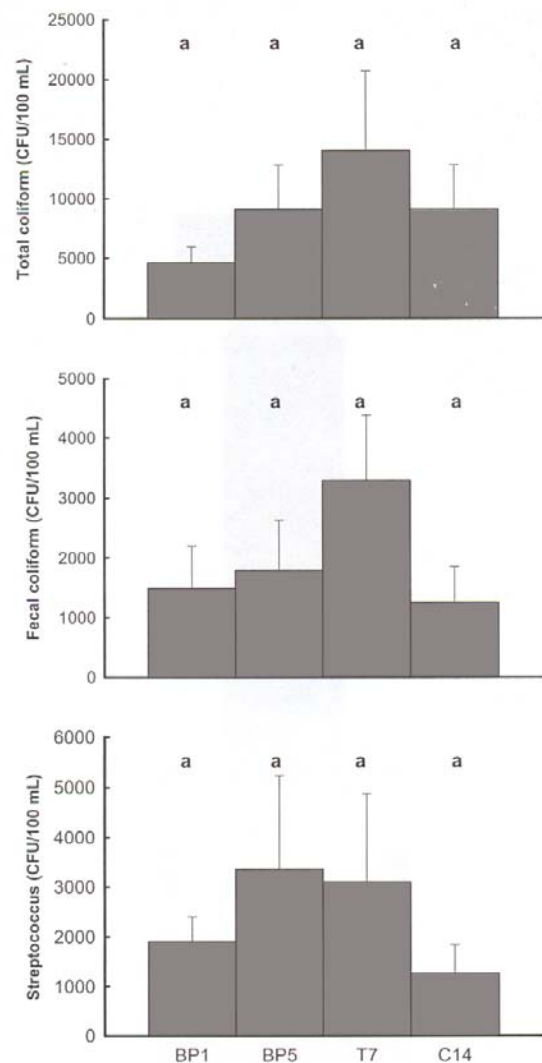 Total coliform (CFU/100 mL)
25000
20000
15000
10000
5000
0
a a a a
Fecal coliform (CFU/100 mL)
5000
4000
3000
2000
1000
0
a a a a
Streptococcus (CFU/100 mL)
6000
5000
4000
3000
2000
1000
0
a a a a
BP1 BP5 T7 C14